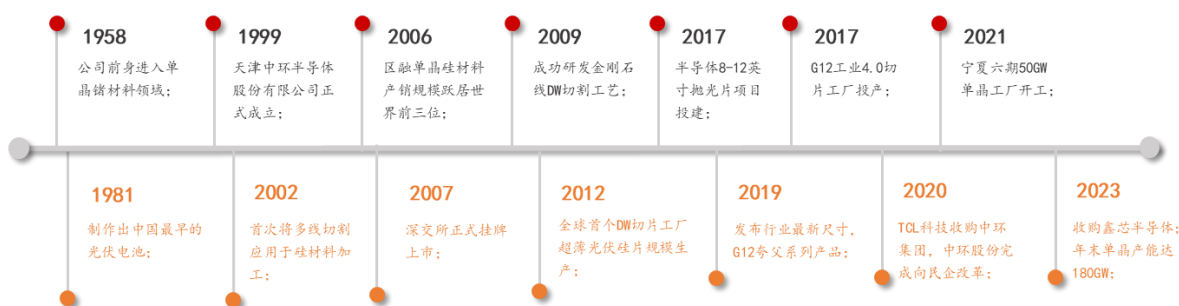 1958
公司前身进入单
晶锗材料领域；
1999
天津中环半导体
股份有限公司正
式成立；
2006
区融单晶硅材料
产销规模跃居世
界前三位；
2009
成功研发金刚石
线DW切割工艺；
2017
半导体8-12英
寸抛光片项目
投建；
2017
G12工业4.0切
片工厂投产；
2021
宁夏六期50GW
单晶工厂开工；
1981
制作出中国最早的
光伏电池；
2002
首次将多线切割
应用于硅材料加
工；
2007
深交所正式挂牌
上市；
2012
全球首个DW切片工厂
超薄光伏硅片规模生
产；
2019
发布行业最新尺寸，
G12夸父系列产品；
2020
TCL科技收购中环
集团，中环股份完
成向民企改革；
2023
收购鑫芯半导体；
年末单晶产能达
180GW；